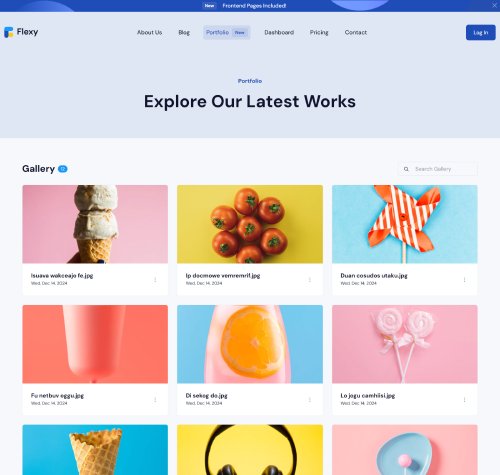 New Frontend Pages Included!
Flexy
About Us Blog Portfolio New Dashboard Pricing Contact Log In
Portfolio
Explore Our Latest Works
Gallery 12
Search Gallery
Isuava wakceajo fe.jpg
Wed, Dec 14, 2024
Ip docmowe vemremrif.jpg
Wed, Dec 14, 2024
Duan cosudos utaku.jpg
Wed, Dec 14, 2024
Fu netbuv oggu.jpg
Wed, Dec 14, 2024
Di sekog do.jpg
Wed, Dec 14, 2024
Lo jogu camhiisi.jpg
Wed, Dec 14, 2024